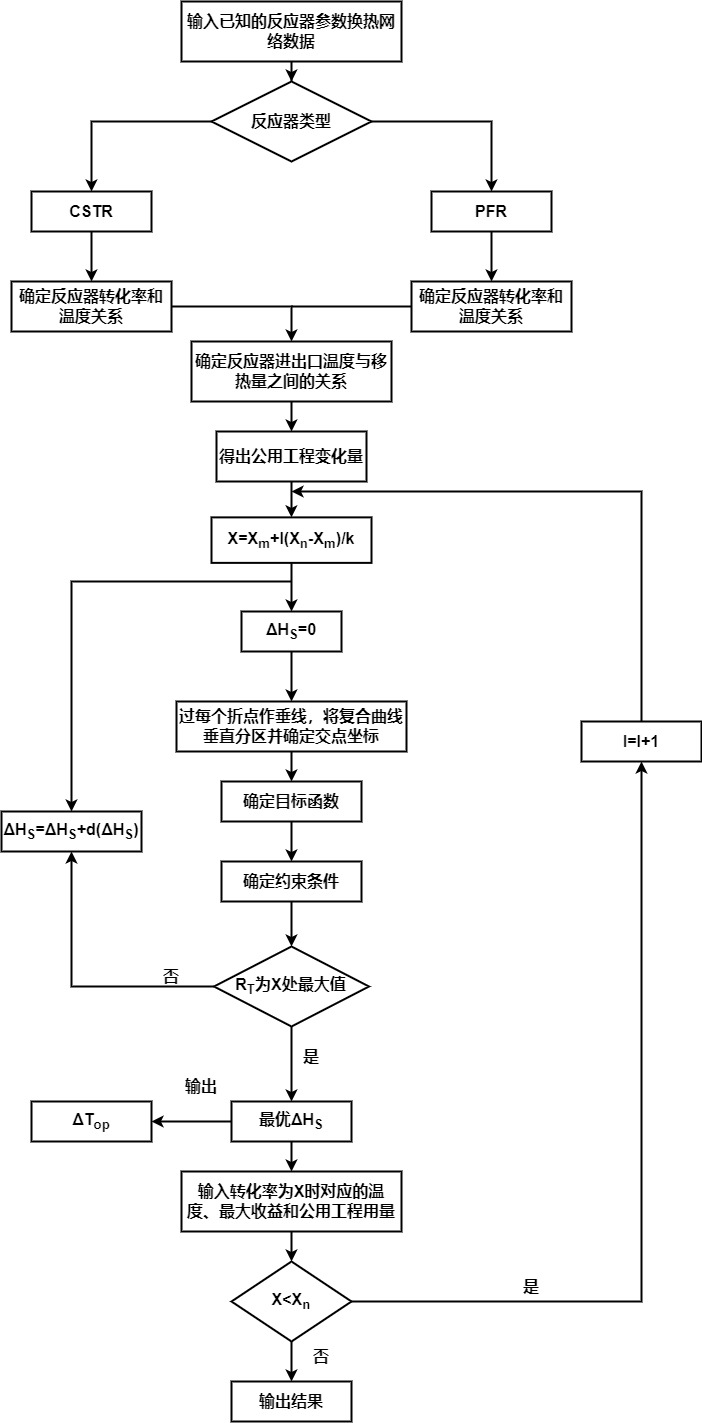 输入已知的反应器参数换热网
络数据
反应器类型
CSTR
PFR
确定反应器转化率和
温度关系
确定反应器转化率和
温度关系
确定反应器进出口温度与移
热量之间的关系
得出公用工程变化量
X=Xm+I(Xn-Xm)/k
ΔHS=0
过每个折点作垂线，将复合曲线
垂直分区并确定交点坐标
I=I+1
确定目标函数
ΔHS=ΔHS+d(ΔHS)
确定约束条件
否
RT为X处最大值
是
输出
ΔTop
最优ΔHS
输入转化率为X时对应的温
度、最大收益和公用工程用量
是
X<Xn
否
输出结果